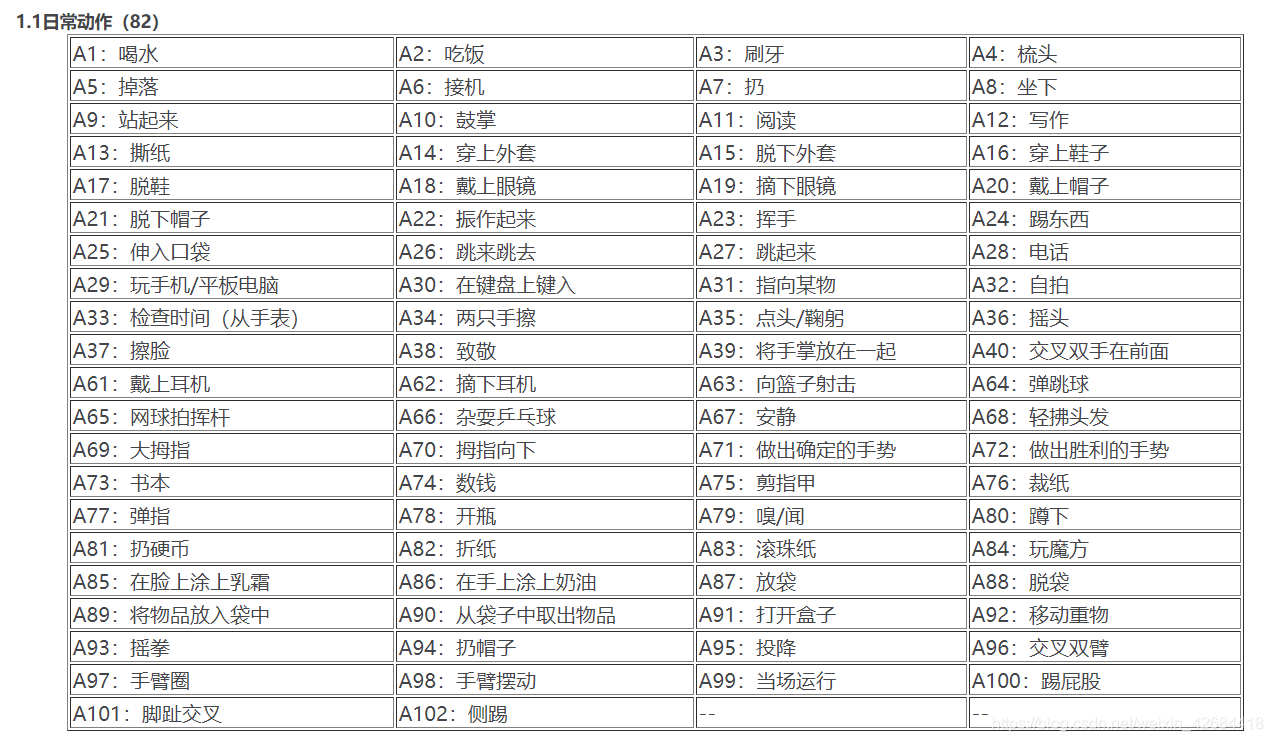 1.1日常动作（82）
A1：喝水 A2：吃饭 A3：刷牙 A4：梳头
A5：掉落 A6：接机 A7：扔 A8：坐下
A9：站起来 A10：鼓掌 A11：阅读 A12：写作
A13：撕纸 A14：穿上外套 A15：脱下外套 A16：穿上鞋子
A17：脱鞋 A18：戴上眼镜 A19：摘下眼镜 A20：戴上帽子
A21：脱下帽子 A22：振作起来 A23：挥手 A24：踢东西
A25：伸入口袋 A26：跳来跳去 A27：跳起来 A28：电话
A29：玩手机/平板电脑 A30：在键盘上键入 A31：指向某物 A32：自拍
A33：检查时间（从手表） A34：两只手擦 A35：点头/鞠躬 A36：摇头
A37：擦脸 A38：致敬 A39：将手掌放在一起 A40：交叉双手在前面
A61：戴上耳机 A62：摘下耳机 A63：向篮子射击 A64：弹跳球
A65：网球拍挥杆 A66：杂耍乒乓球 A67：安静 A68：轻拂头发
A69：大拇指 A70：拇指向下 A71：做出确定的手势 A72：做出胜利的手势
A73：书本 A74：数钱 A75：剪指甲 A76：裁纸
A77：弹指 A78：开瓶 A79：嗅/闻 A80：蹲下
A81：扔硬币 A82：折纸 A83：滚珠纸 A84：玩魔方
A85：在脸上涂上乳霜 A86：在手上涂上奶油 A87：放袋 A88：脱袋
A89：将物品放入袋中 A90：从袋子中取出物品 A91：打开盒子 A92：移动重物
A93：摇拳 A94：扔帽子 A95：投降 A96：交叉双臂
A97：手臂圈 A98：手臂摆动 A99：当场运行 A100：踢屁股
A101：脚趾交叉 A102：侧踢 -- --
https://blog.csdn.net/weixin_42684418